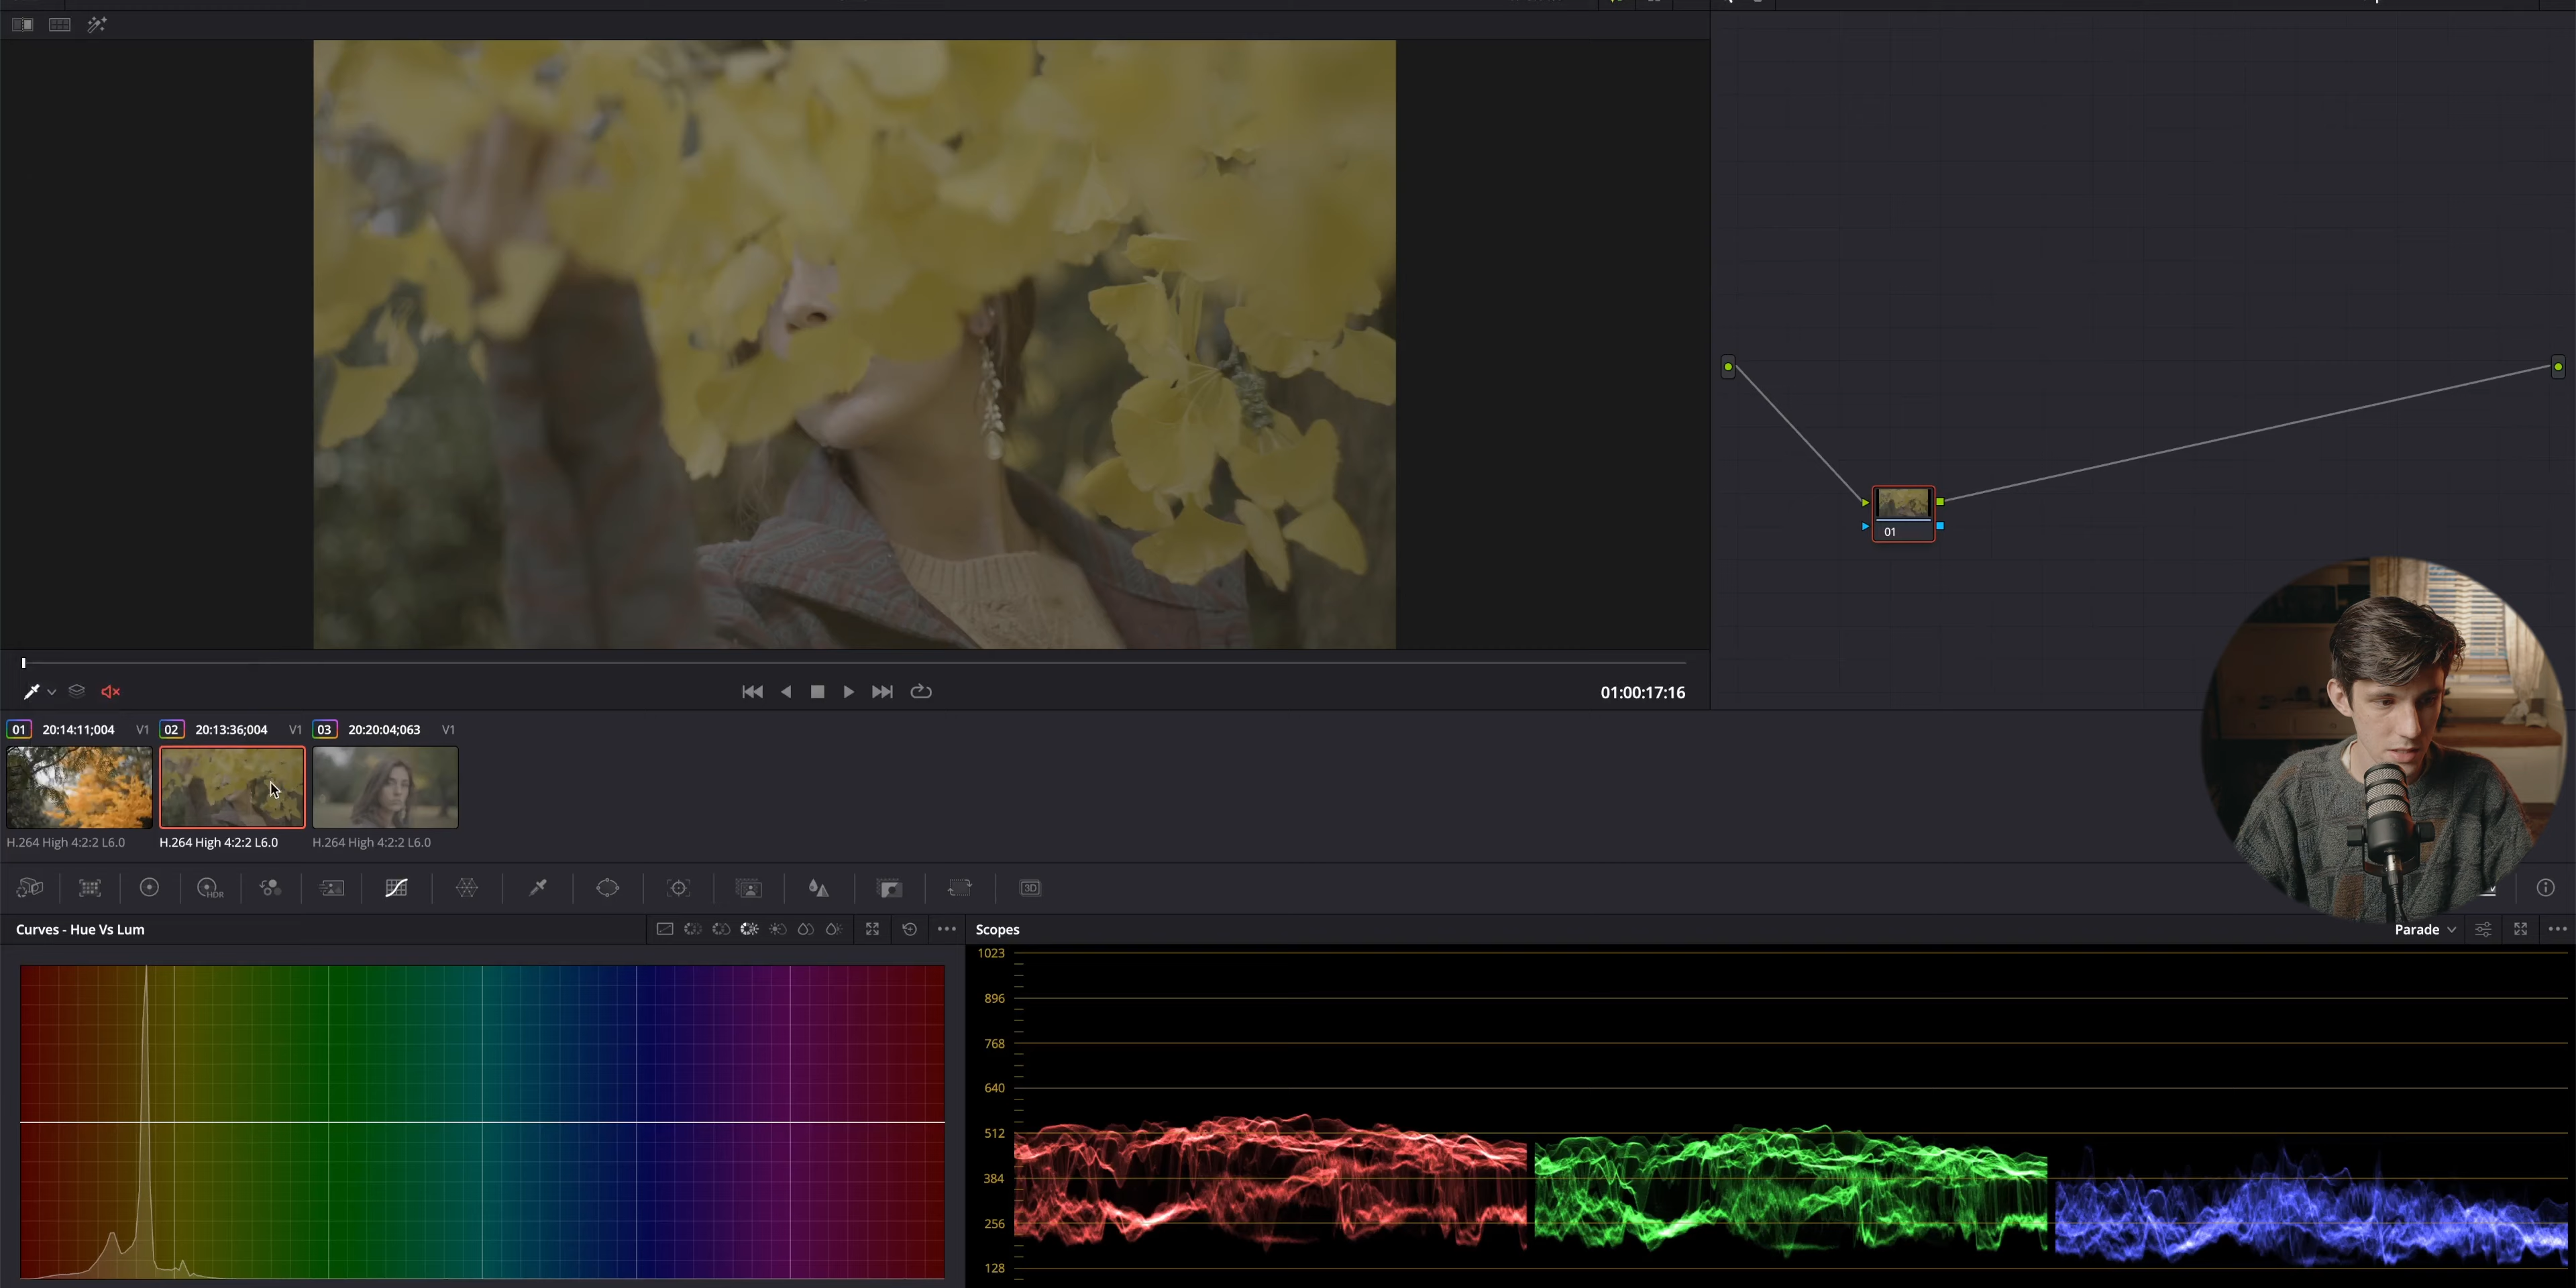 01:00:17:16
01 20:14:11;004 V1 02 20:13:36;004 V1 03 20:20:04;063 V1
H.264 High 4:2:2 L6.0 H.264 High 4:2:2 L6.0 H.264 High 4:2:2 L6.0
01
HDR
3D
Curves - Hue Vs Lum
Scopes
Parade
1023
896
768
640
512
384
256
128